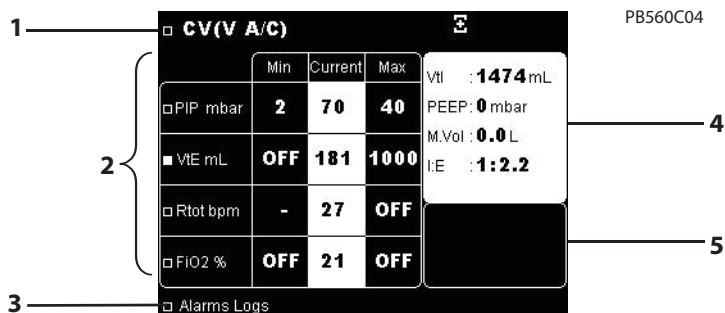 PB560C04
1
CV(V A/C)
Min Current Max
PIP mbar 2 70 40
VtE mL OFF 181 1000
Rtot bpm - 27 OFF
FiO2 % OFF 21 OFF
2
VtI : 1474 mL
PEEP: 0 mbar
M.Vol : 0.0 L
I:E : 1:2.2
4
5
3
Alarms Logs